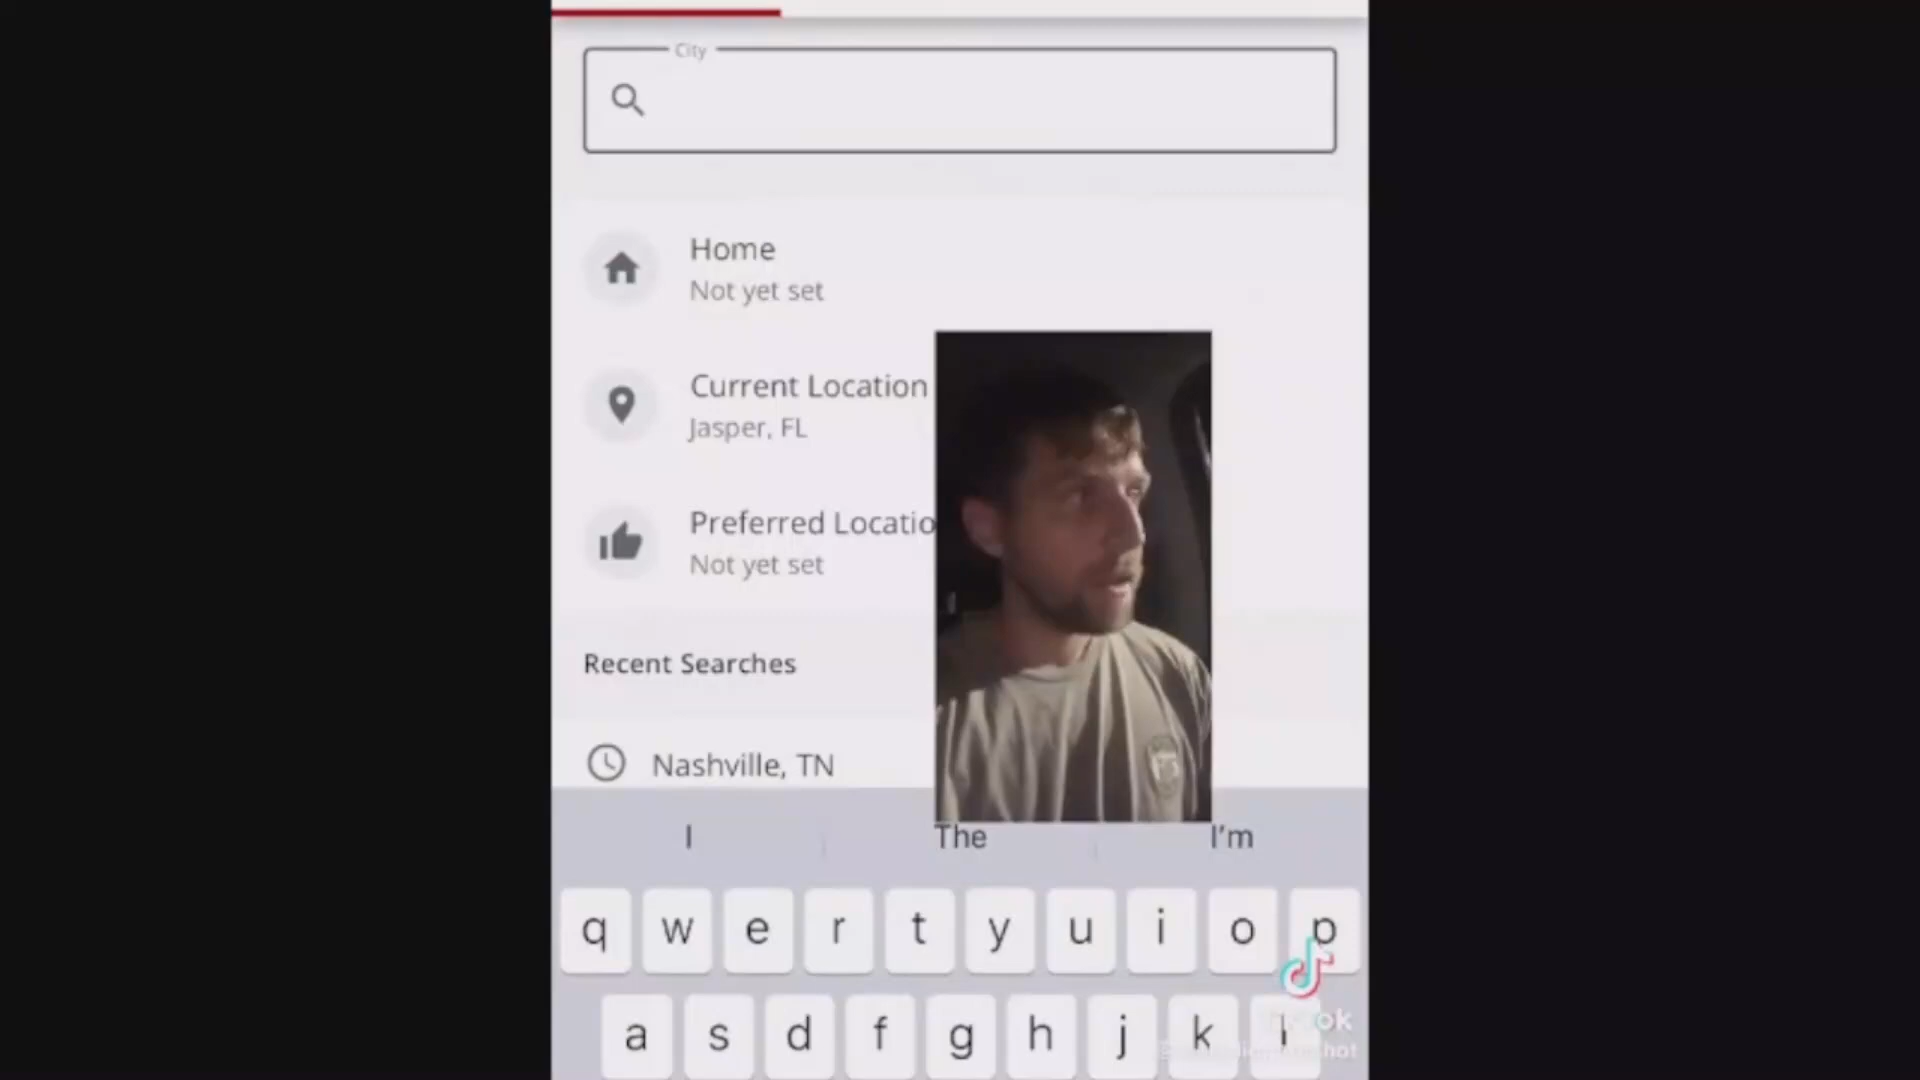 City
Home
Not yet set
Current Location
Jasper, FL
Preferred Locatio
Not yet set
Recent Searches
Nashville, TN
I The I'm
q w e r t y u i o p
a s d f g h j k l